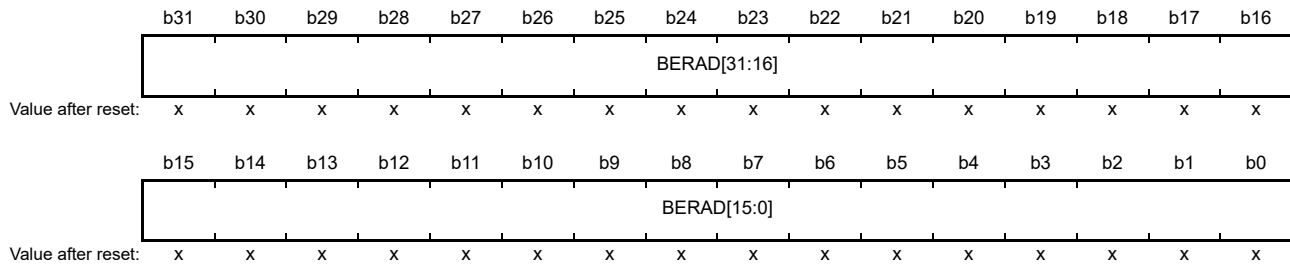 b31 b30 b29 b28 b27 b26 b25 b24 b23 b22 b21 b20 b19 b18 b17 b16
BERAD[31:16]
Value after reset: x x x x x x x x x x x x x x x x
b15 b14 b13 b12 b11 b10 b9 b8 b7 b6 b5 b4 b3 b2 b1 b0
BERAD[15:0]
Value after reset: x x x x x x x x x x x x x x x x